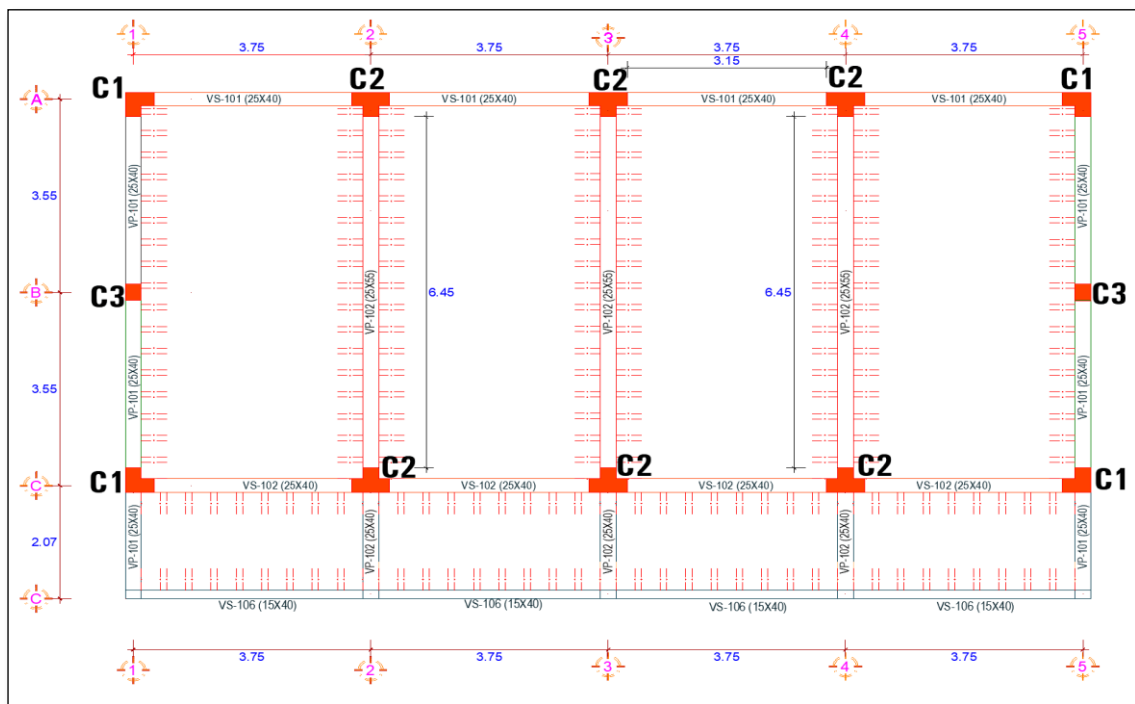 1 2 3 4 5
3.75 3.75 3.75 3.75
3.15
C1 C2 C2 C2 C1
A VS-101 (25X40) VS-101 (25X40) VS-101 (25X40) VS-101 (25X40)
3.55 VP-101 (25X40) VP-101 (25X40)
B C3 VP-102 (25X55) 6.45 VP-102 (25X55) 6.45 VP-102 (25X55) C3
3.55 VP-101 (25X40) VP-101 (25X40)
C2 C2 C2
C C1 VS-102 (25X40) VS-102 (25X40) VS-102 (25X40) VS-102 (25X40) C1
2.07 VP-101 (25X40) VP-102 (25X40) VP-102 (25X40) VP-102 (25X40) VP-101 (25X40)
C VS-106 (15X40) VS-106 (15X40) VS-106 (15X40) VS-106 (15X40)
3.75 3.75 3.75 3.75
1 2 3 4 5